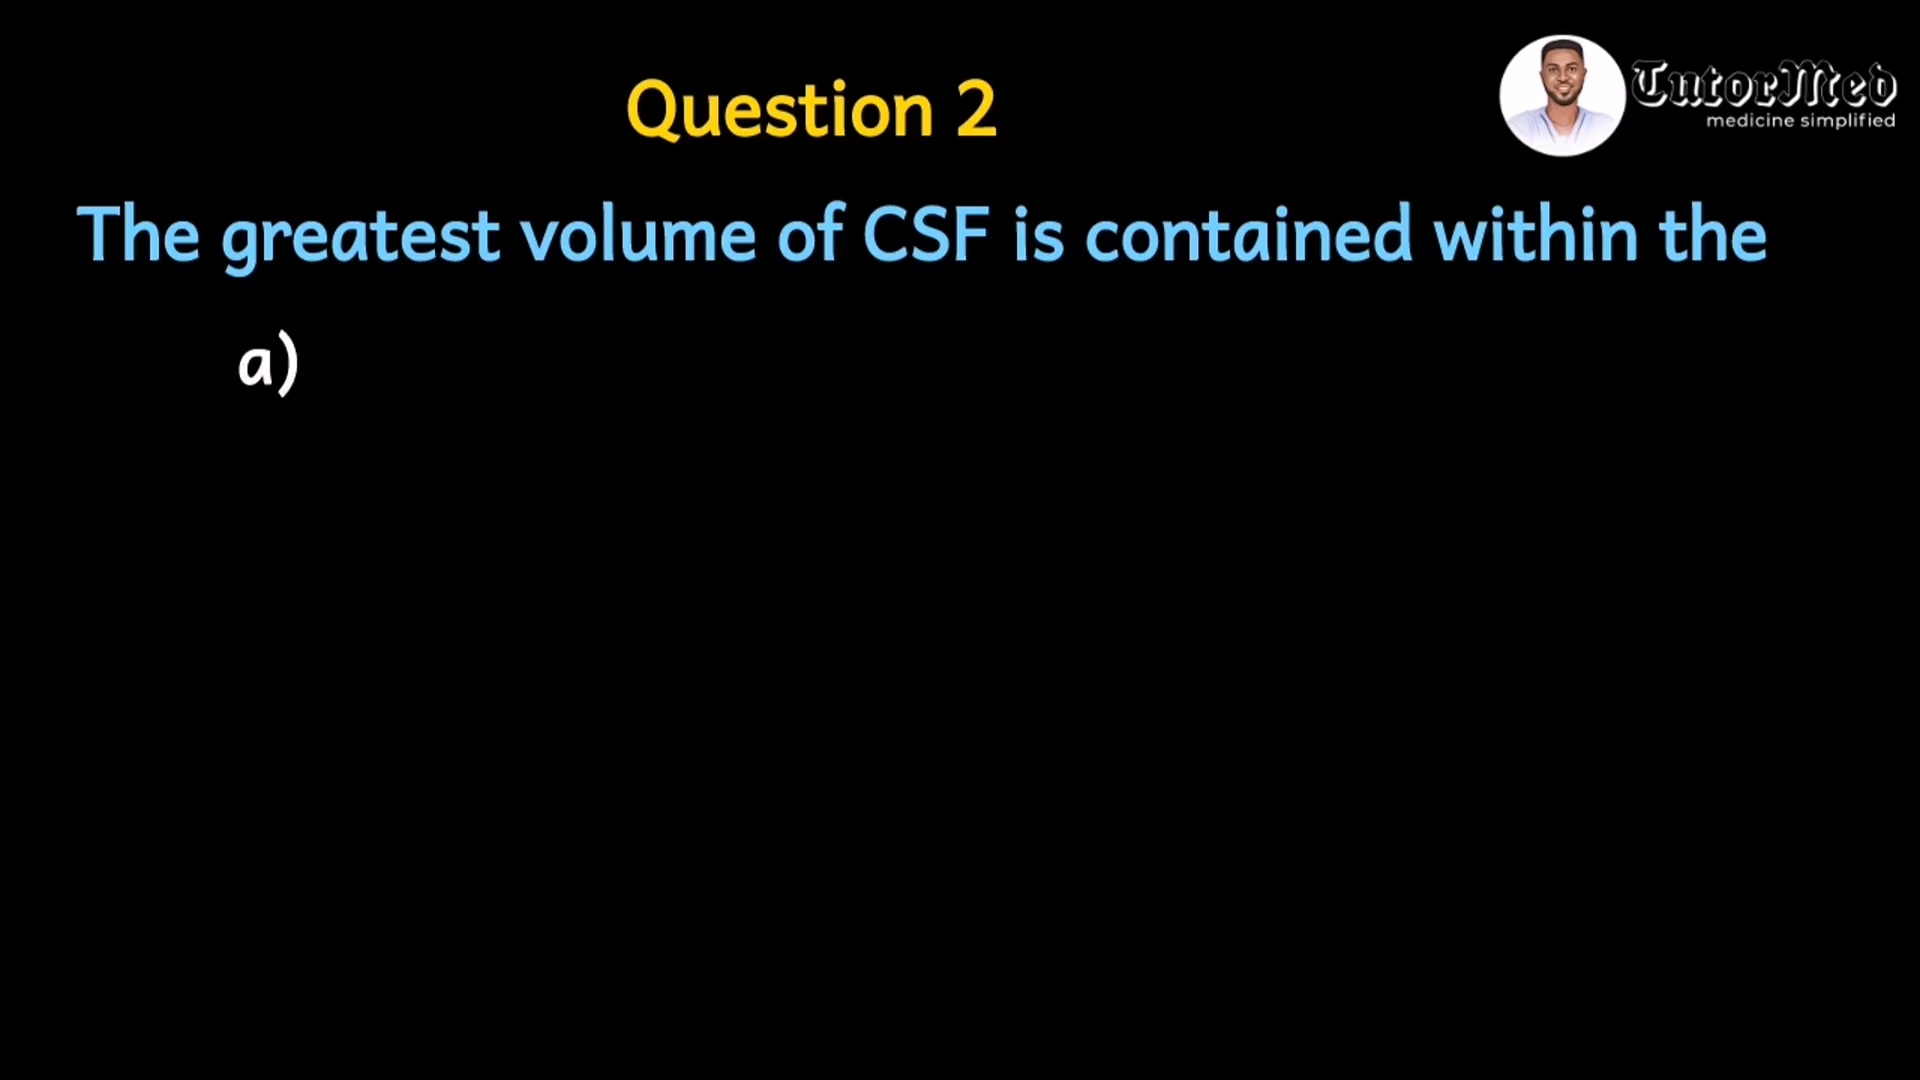 Question 2
TutorMed
medicine simplified
The greatest volume of CSF is contained within the
a)